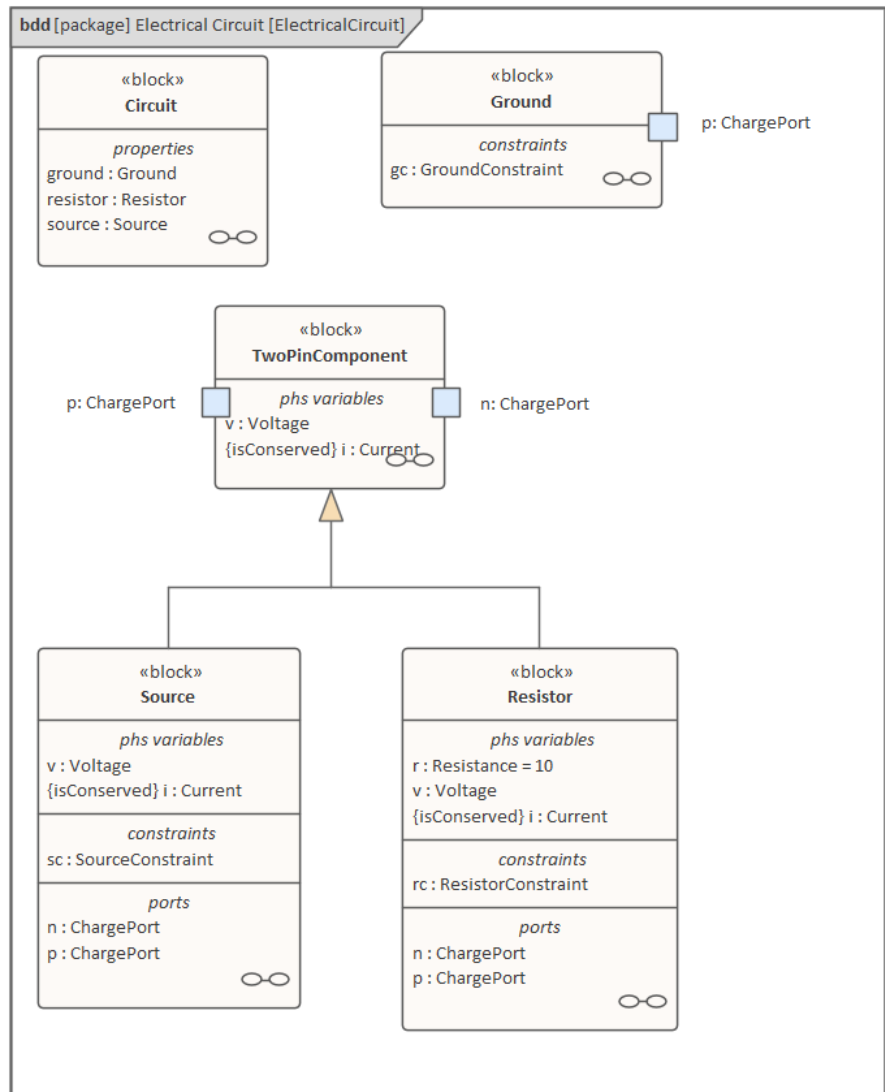 bdd [package] Electrical Circuit [ElectricalCircuit]
«block»
Circuit
properties
ground : Ground
resistor : Resistor
source : Source
«block»
Ground
constraints
gc : GroundConstraint
p: ChargePort
«block»
TwoPinComponent
phs variables
v : Voltage
{isConserved} i : Current
p: ChargePort
n: ChargePort
«block»
Source
phs variables
v : Voltage
{isConserved} i : Current
constraints
sc : SourceConstraint
ports
n : ChargePort
p : ChargePort
«block»
Resistor
phs variables
r : Resistance = 10
v : Voltage
{isConserved} i : Current
constraints
rc : ResistorConstraint
ports
n : ChargePort
p : ChargePort